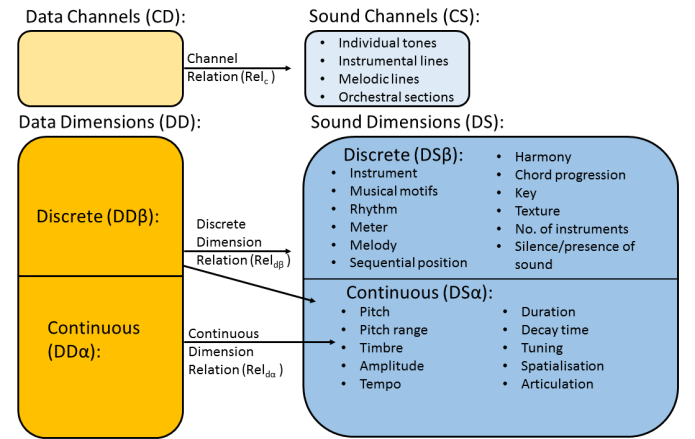 Data Channels (CD):
Sound Channels (CS):
Channel
Relation (Relc)
• Individual tones
• Instrumental lines
• Melodic lines
• Orchestral sections
Data Dimensions (DD):
Sound Dimensions (DS):
Discrete (DDβ):
Discrete
Dimension
Relation (Reldβ)
Discrete (DSβ):
• Instrument
• Musical motifs
• Rhythm
• Meter
• Melody
• Sequential position
• Harmony
• Chord progression
• Key
• Texture
• No. of instruments
• Silence/presence of
sound
Continuous
(DDα):
Continuous
Dimension
Relation (Reldα)
Continuous (DSα):
• Pitch
• Pitch range
• Timbre
• Amplitude
• Tempo
• Duration
• Decay time
• Tuning
• Spatialisation
• Articulation